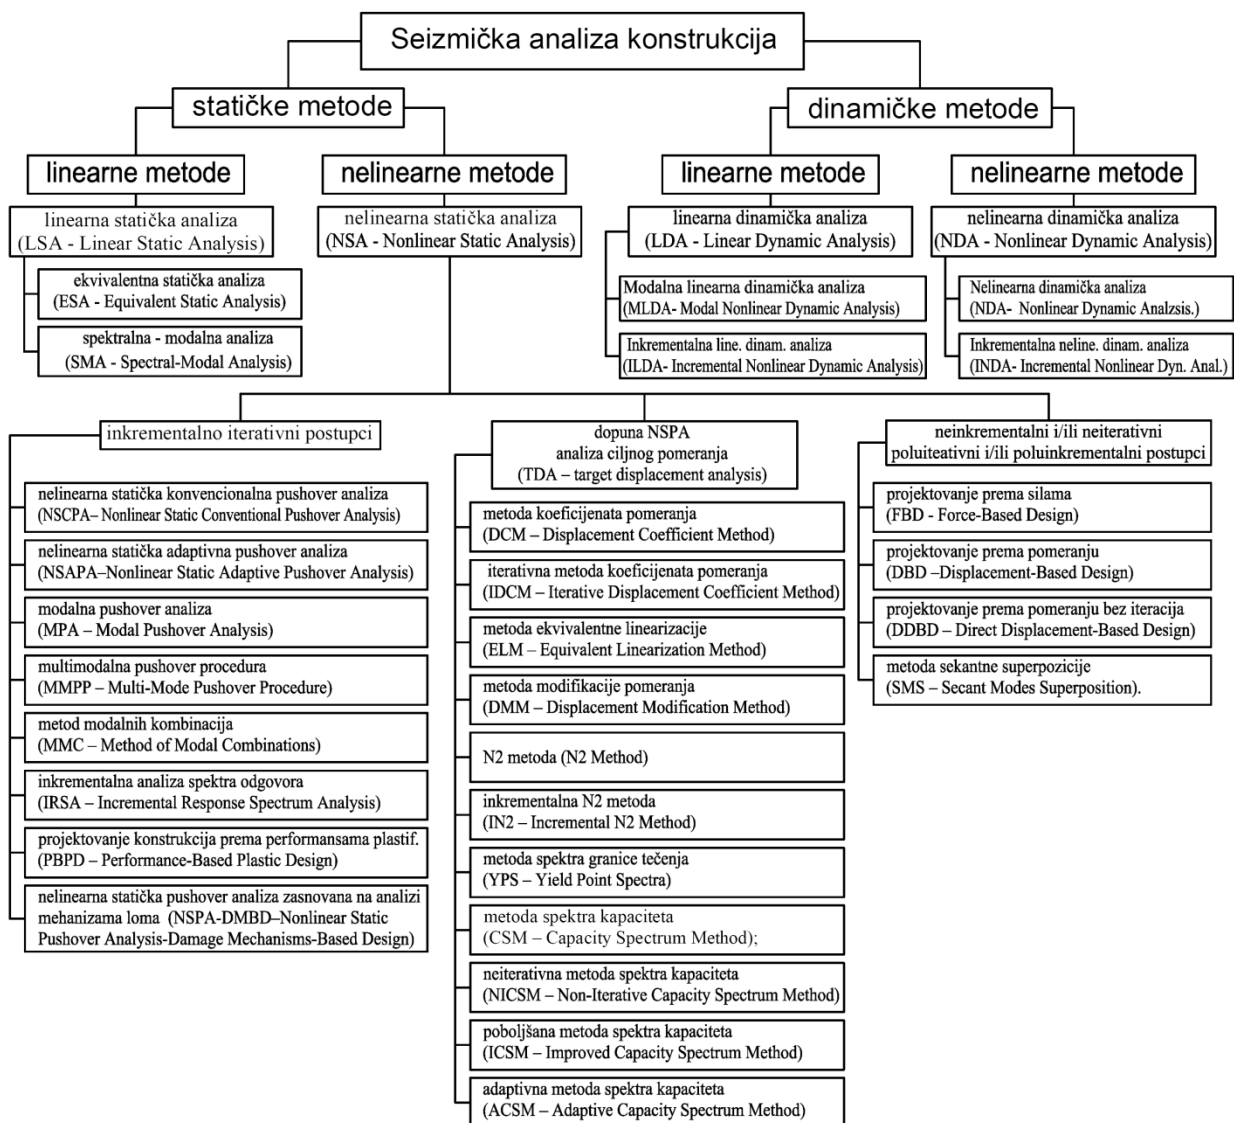 Seizmička analiza konstrukcija
statičke metode
dinamičke metode
linearne metode
nelinearne metode
linearne metode
nelinearne metode
linearna statička analiza
(LSA - Linear Static Analysis)
nelinearna statička analiza
(NSA - Nonlinear Static Analysis)
linearna dinamička analiza
(LDA - Linear Dynamic Analysis)
nelinearna dinamička analiza
(NDA - Nonlinear Dynamic Analysis)
ekvivalentna statička analiza
(ESA - Equivalent Static Analysis)
spektralna - modalna analiza
(SMA - Spectral-Modal Analysis)
Modalna linearna dinamička analiza
(MLDA- Modal Nonlinear Dynamic Analysis)
Inkrementalna line. dinam. analiza
(ILDA- Incremental Nonlinear Dynamic Analysis)
Nelinearna dinamička analiza
(NDA- Nonlinear Dynamic Analzsis.)
Inkrementalna neline. dinam. analiza
(INDA- Incremental Nonlinear Dyn. Anal.)
inkrementalno iterativni postupci
nelinearna statička konvencionalna pushover analiza
(NSCPA– Nonlinear Static Conventional Pushover Analysis)
nelinearna statička adaptivna pushover analiza
(NSAPA–Nonlinear Static Adaptive Pushover Analysis)
modalna pushover analiza
(MPA – Modal Pushover Analysis)
multimodalna pushover procedura
(MMPP – Multi-Mode Pushover Procedure)
metod modalnih kombinacija
(MMC – Method of Modal Combinations)
inkrementalna analiza spektra odgovora
(IRSA – Incremental Response Spectrum Analysis)
projektovanje konstrukcija prema performansama plastif.
(PBPD – Performance-Based Plastic Design)
nelinearna statička pushover analiza zasnovana na analizi
mehanizama loma (NSPA-DMBD–Nonlinear Static
Pushover Analysis-Damage Mechanisms-Based Design)
dopuna NSPA
analiza ciljnog pomeranja
(TDA – target displacement analysis)
metoda koeficijenata pomeranja
(DCM – Displacement Coefficient Method)
iterativna metoda koeficijenata pomeranja
(IDCM – Iterative Displacement Coefficient Method)
metoda ekvivalentne linearizacije
(ELM – Equivalent Linearization Method)
metoda modifikacije pomeranja
(DMM – Displacement Modification Method)
N2 metoda (N2 Method)
inkrementalna N2 metoda
(IN2 – Incremental N2 Method)
metoda spektra granice tečenja
(YPS – Yield Point Spectra)
metoda spektra kapaciteta
(CSM – Capacity Spectrum Method);
neiterativna metoda spektra kapaciteta
(NICSM – Non-Iterative Capacity Spectrum Method)
poboljšana metoda spektra kapaciteta
(ICSM – Improved Capacity Spectrum Method)
adaptivna metoda spektra kapaciteta
(ACSM – Adaptive Capacity Spectrum Method)
neinkrementalni i/ili neiterativni
poluiteativni i/ili poluinkrementalni postupci
projektovanje prema silama
(FBD - Force-Based Design)
projektovanje prema pomeranju
(DBD –Displacement-Based Design)
projektovanje prema pomeranju bez iteracija
(DDBD – Direct Displacement-Based Design)
metoda sekantne superpozicije
(SMS – Secant Modes Superposition).